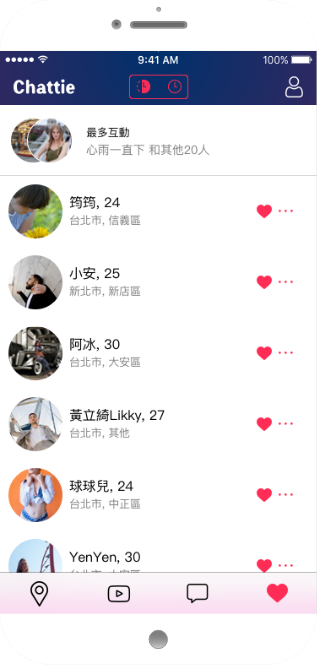 9:41 AM
100%
Chattie
最多互動
心雨一直下 和其他20人
筠筠, 24
台北市, 信義區
小安, 25
新北市, 新店區
阿冰, 30
台北市, 大安區
黃立綺Likky, 27
台北市, 其他
球球兒, 24
台北市, 中正區
YenYen, 30